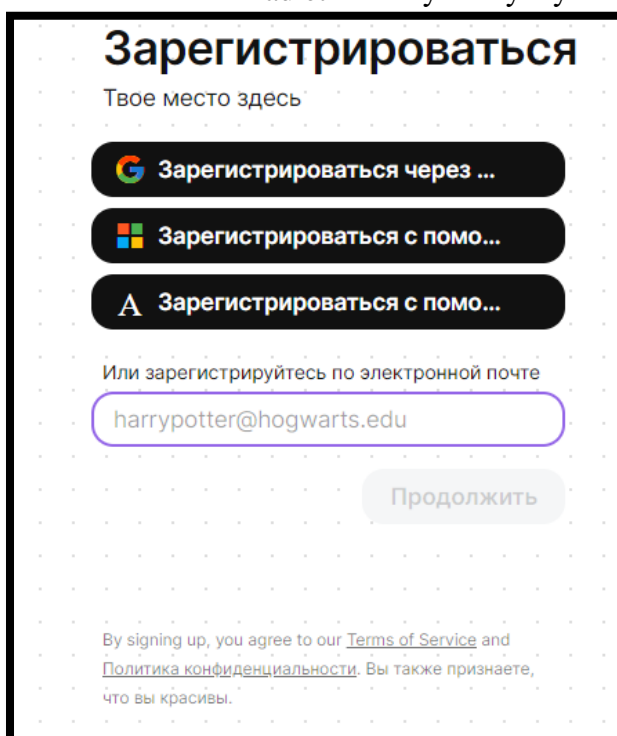 Зарегистрироваться
Твое место здесь
Зарегистрироваться через ...
Зарегистрироваться с помо...
A Зарегистрироваться с помо...
Или зарегистрируйтесь по электронной почте
harrypotter@hogwarts.edu
Продолжить
By signing up, you agree to our Terms of Service and
Политика конфиденциальности. Вы также признаете,
что вы красивы.